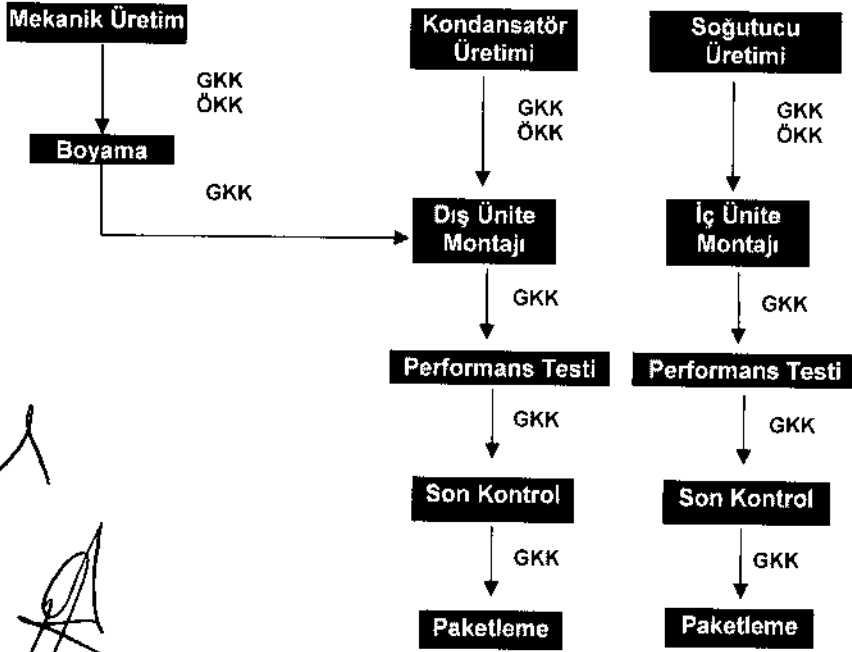 Mekanik Üretim
GKK
ÖKK
Boyama
GKK
Kondansatör
Üretimi
GKK
ÖKK
Dış Ünite
Montajı
GKK
Performans Testi
GKK
Son Kontrol
GKK
Paketleme
Soğutucu
Üretimi
GKK
ÖKK
İç Ünite
Montajı
GKK
Performans Testi
GKK
Son Kontrol
GKK
Paketleme